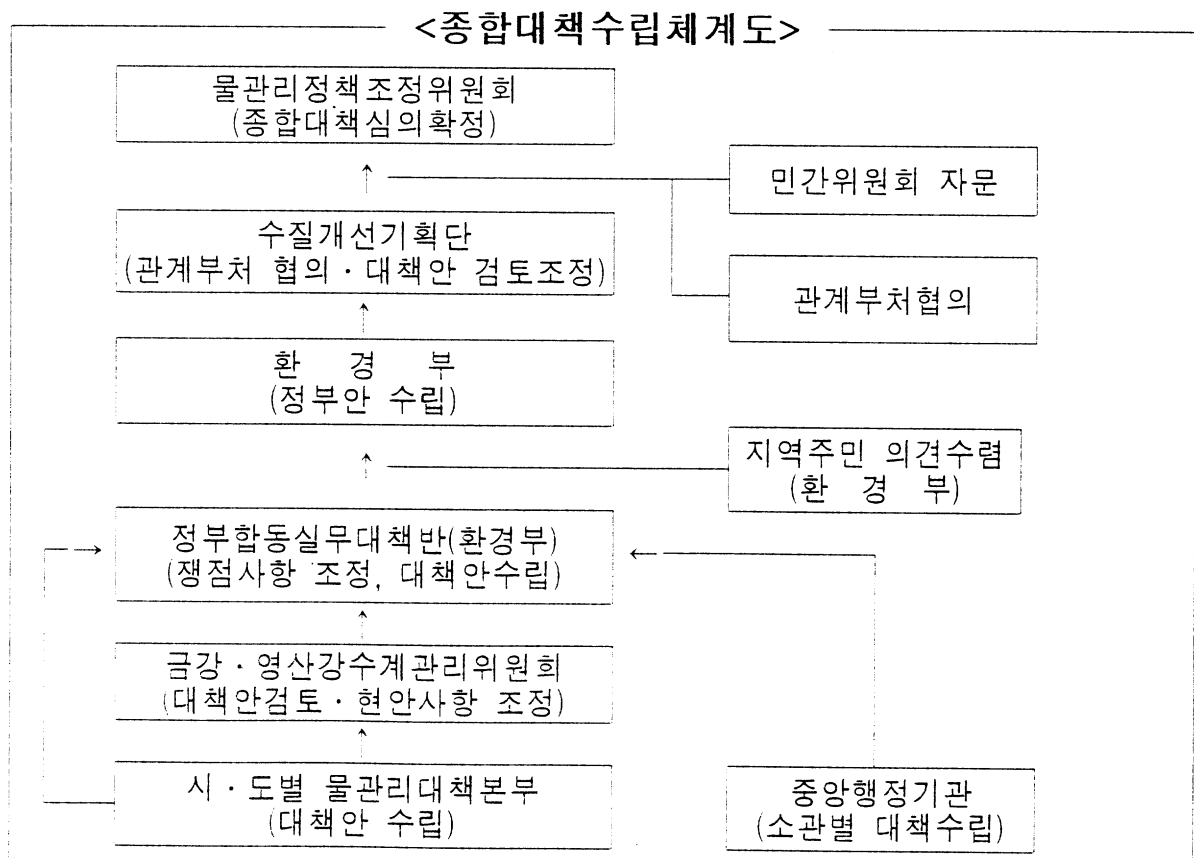 <종합대책수립체계도>
물관리정책조정위원회
(종합대책심의확정)
민간위원회 자문
수질개선기획단
(관계부처 협의 · 대책안 검토조정)
관계부처협의
환 경 부
(정부안 수립)
지역주민 의견수렴
(환 경 부)
정부합동실무대책반(환경부)
(쟁점사항 조정, 대책안수립)
금강 · 영산강수계관리위원회
(대책안검토 · 현안사항 조정)
시 · 도별 물관리대책본부
(대책안 수립)
중앙행정기관
(소관별 대책수립)